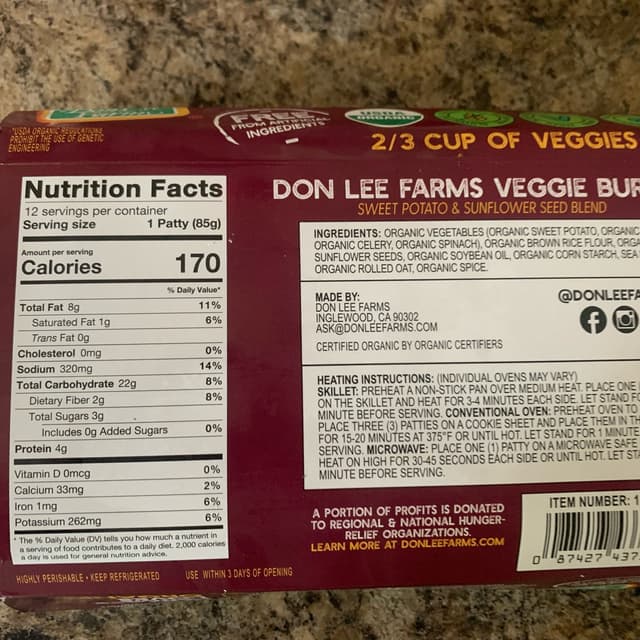 *USDA ORGANIC REGULATIONS
PROHIBIT THE USE OF GENETIC
ENGINEERING
FREE
FROM ARTIFICIAL
INGREDIENTS
USDA
ORGANIC
2/3 CUP OF VEGGIES
Nutrition Facts
12 servings per container
Serving size 1 Patty (85g)
Amount per serving
Calories 170
% Daily Value*
Total Fat 8g 11%
Saturated Fat 1g 6%
Trans Fat 0g
Cholesterol 0mg 0%
Sodium 320mg 14%
Total Carbohydrate 22g 8%
Dietary Fiber 2g 8%
Total Sugars 3g
Includes 0g Added Sugars 0%
Protein 4g
Vitamin D 0mcg 0%
Calcium 33mg 2%
Iron 1mg 6%
Potassium 262mg 6%
* The % Daily Value (DV) tells you how much a nutrient in
a serving of food contributes to a daily diet. 2,000 calories
a day is used for general nutrition advice.
HIGHLY PERISHABLE • KEEP REFRIGERATED USE WITHIN 3 DAYS OF OPENING
DON LEE FARMS VEGGIE BUR
SWEET POTATO & SUNFLOWER SEED BLEND
INGREDIENTS: ORGANIC VEGETABLES (ORGANIC SWEET POTATO, ORGANIC
ORGANIC CELERY, ORGANIC SPINACH), ORGANIC BROWN RICE FLOUR, ORGA
SUNFLOWER SEEDS, ORGANIC SOYBEAN OIL, ORGANIC CORN STARCH, SEA
ORGANIC ROLLED OAT, ORGANIC SPICE.
MADE BY:
DON LEE FARMS
INGLEWOOD, CA 90302
ASK@DONLEEFARMS.COM
CERTIFIED ORGANIC BY ORGANIC CERTIFIERS
@DONLEEFA
HEATING INSTRUCTIONS: (INDIVIDUAL OVENS MAY VARY)
SKILLET: PREHEAT A NON-STICK PAN OVER MEDIUM HEAT. PLACE ONE
ON THE SKILLET AND HEAT FOR 3-4 MINUTES EACH SIDE. LET STAND FO
MINUTE BEFORE SERVING. CONVENTIONAL OVEN: PREHEAT OVEN TO
PLACE THREE (3) PATTIES ON A COOKIE SHEET AND PLACE THEM IN TH
FOR 15-20 MINUTES AT 375°F OR UNTIL HOT. LET STAND FOR 1 MINUTE
SERVING. MICROWAVE: PLACE ONE (1) PATTY ON A MICROWAVE SAFE
HEAT ON HIGH FOR 30-45 SECONDS EACH SIDE OR UNTIL HOT. LET STA
MINUTE BEFORE SERVING.
A PORTION OF PROFITS IS DONATED
TO REGIONAL & NATIONAL HUNGER-
RELIEF ORGANIZATIONS.
LEARN MORE AT DONLEEFARMS.COM
ITEM NUMBER: 1
0 87427 437